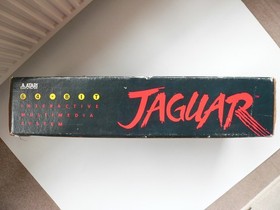 ATARI
64-BIT
INTERACTIVE
MULTIMEDIA
SYSTEM
JAGUAR